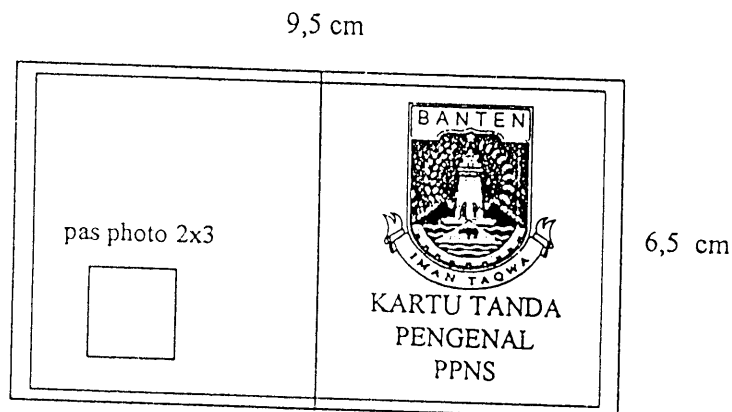 9,5 cm
pas photo 2x3
BANTEN
IMAN TAQWA
KARTU TANDA
PENGENAL
PPNS
6,5 cm